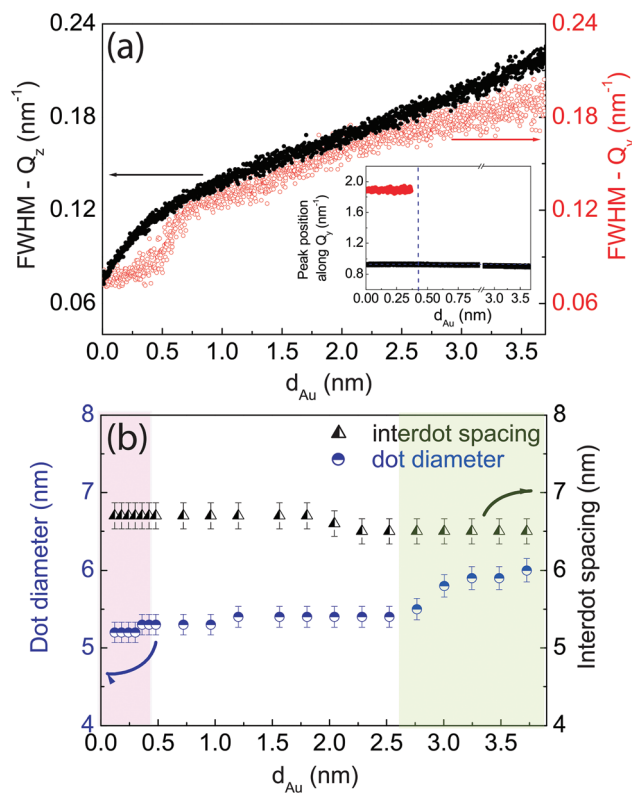 (a)
FWHM - Qz (nm-1)
0.24
0.18
0.12
0.06
FWHM - Qy (nm-1)
0.24
0.18
0.12
0.06
Peak position
along Qy (nm-1)
2.0
1.6
1.2
0.8
0.00 0.25 0.50 0.75 3.0 3.5
dAu (nm)
0.0 0.5 1.0 1.5 2.0 2.5 3.0 3.5
dAu (nm)
(b)
interdot spacing
dot diameter
Dot diameter (nm)
8
7
6
5
4
Interdot spacing (nm)
8
7
6
5
4
0.0 0.5 1.0 1.5 2.0 2.5 3.0 3.5
dAu (nm)